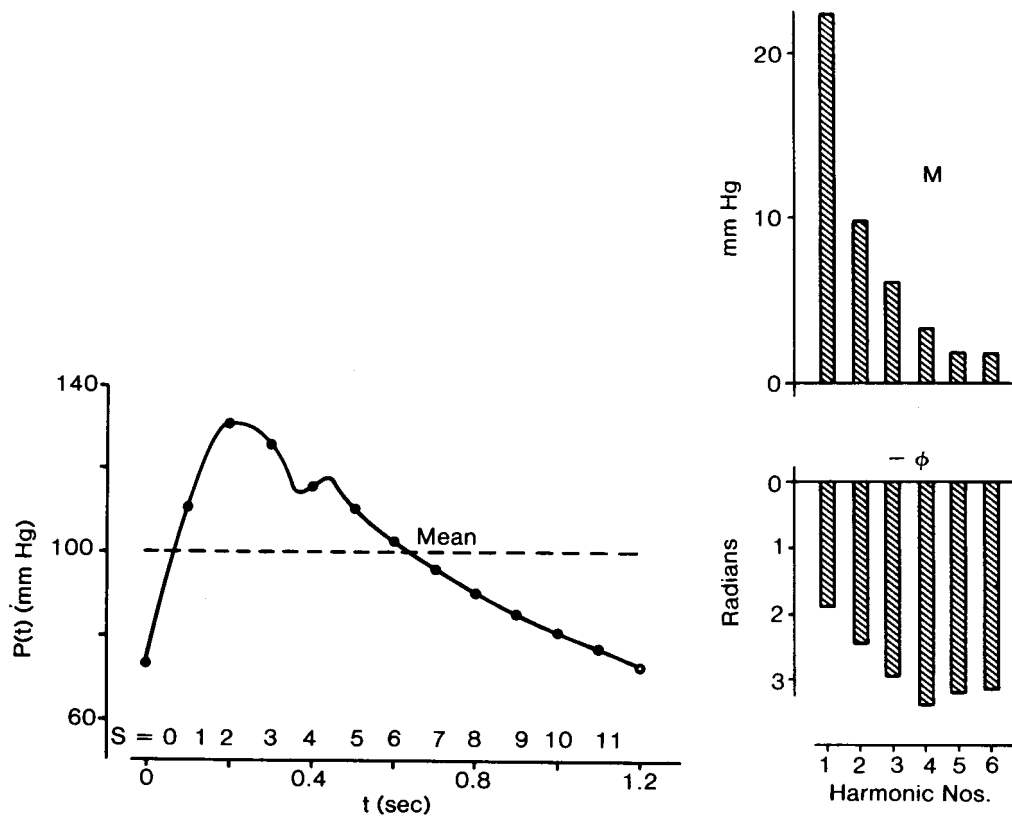 140
100
60
P(t) (mm Hg)
Mean
S = 0 1 2 3 4 5 6 7 8 9 10 11
0 0.4 0.8 1.2
t (sec)
20
10
0
mm Hg
M
− ϕ
0
1
2
3
Radians
1 2 3 4 5 6
Harmonic Nos.